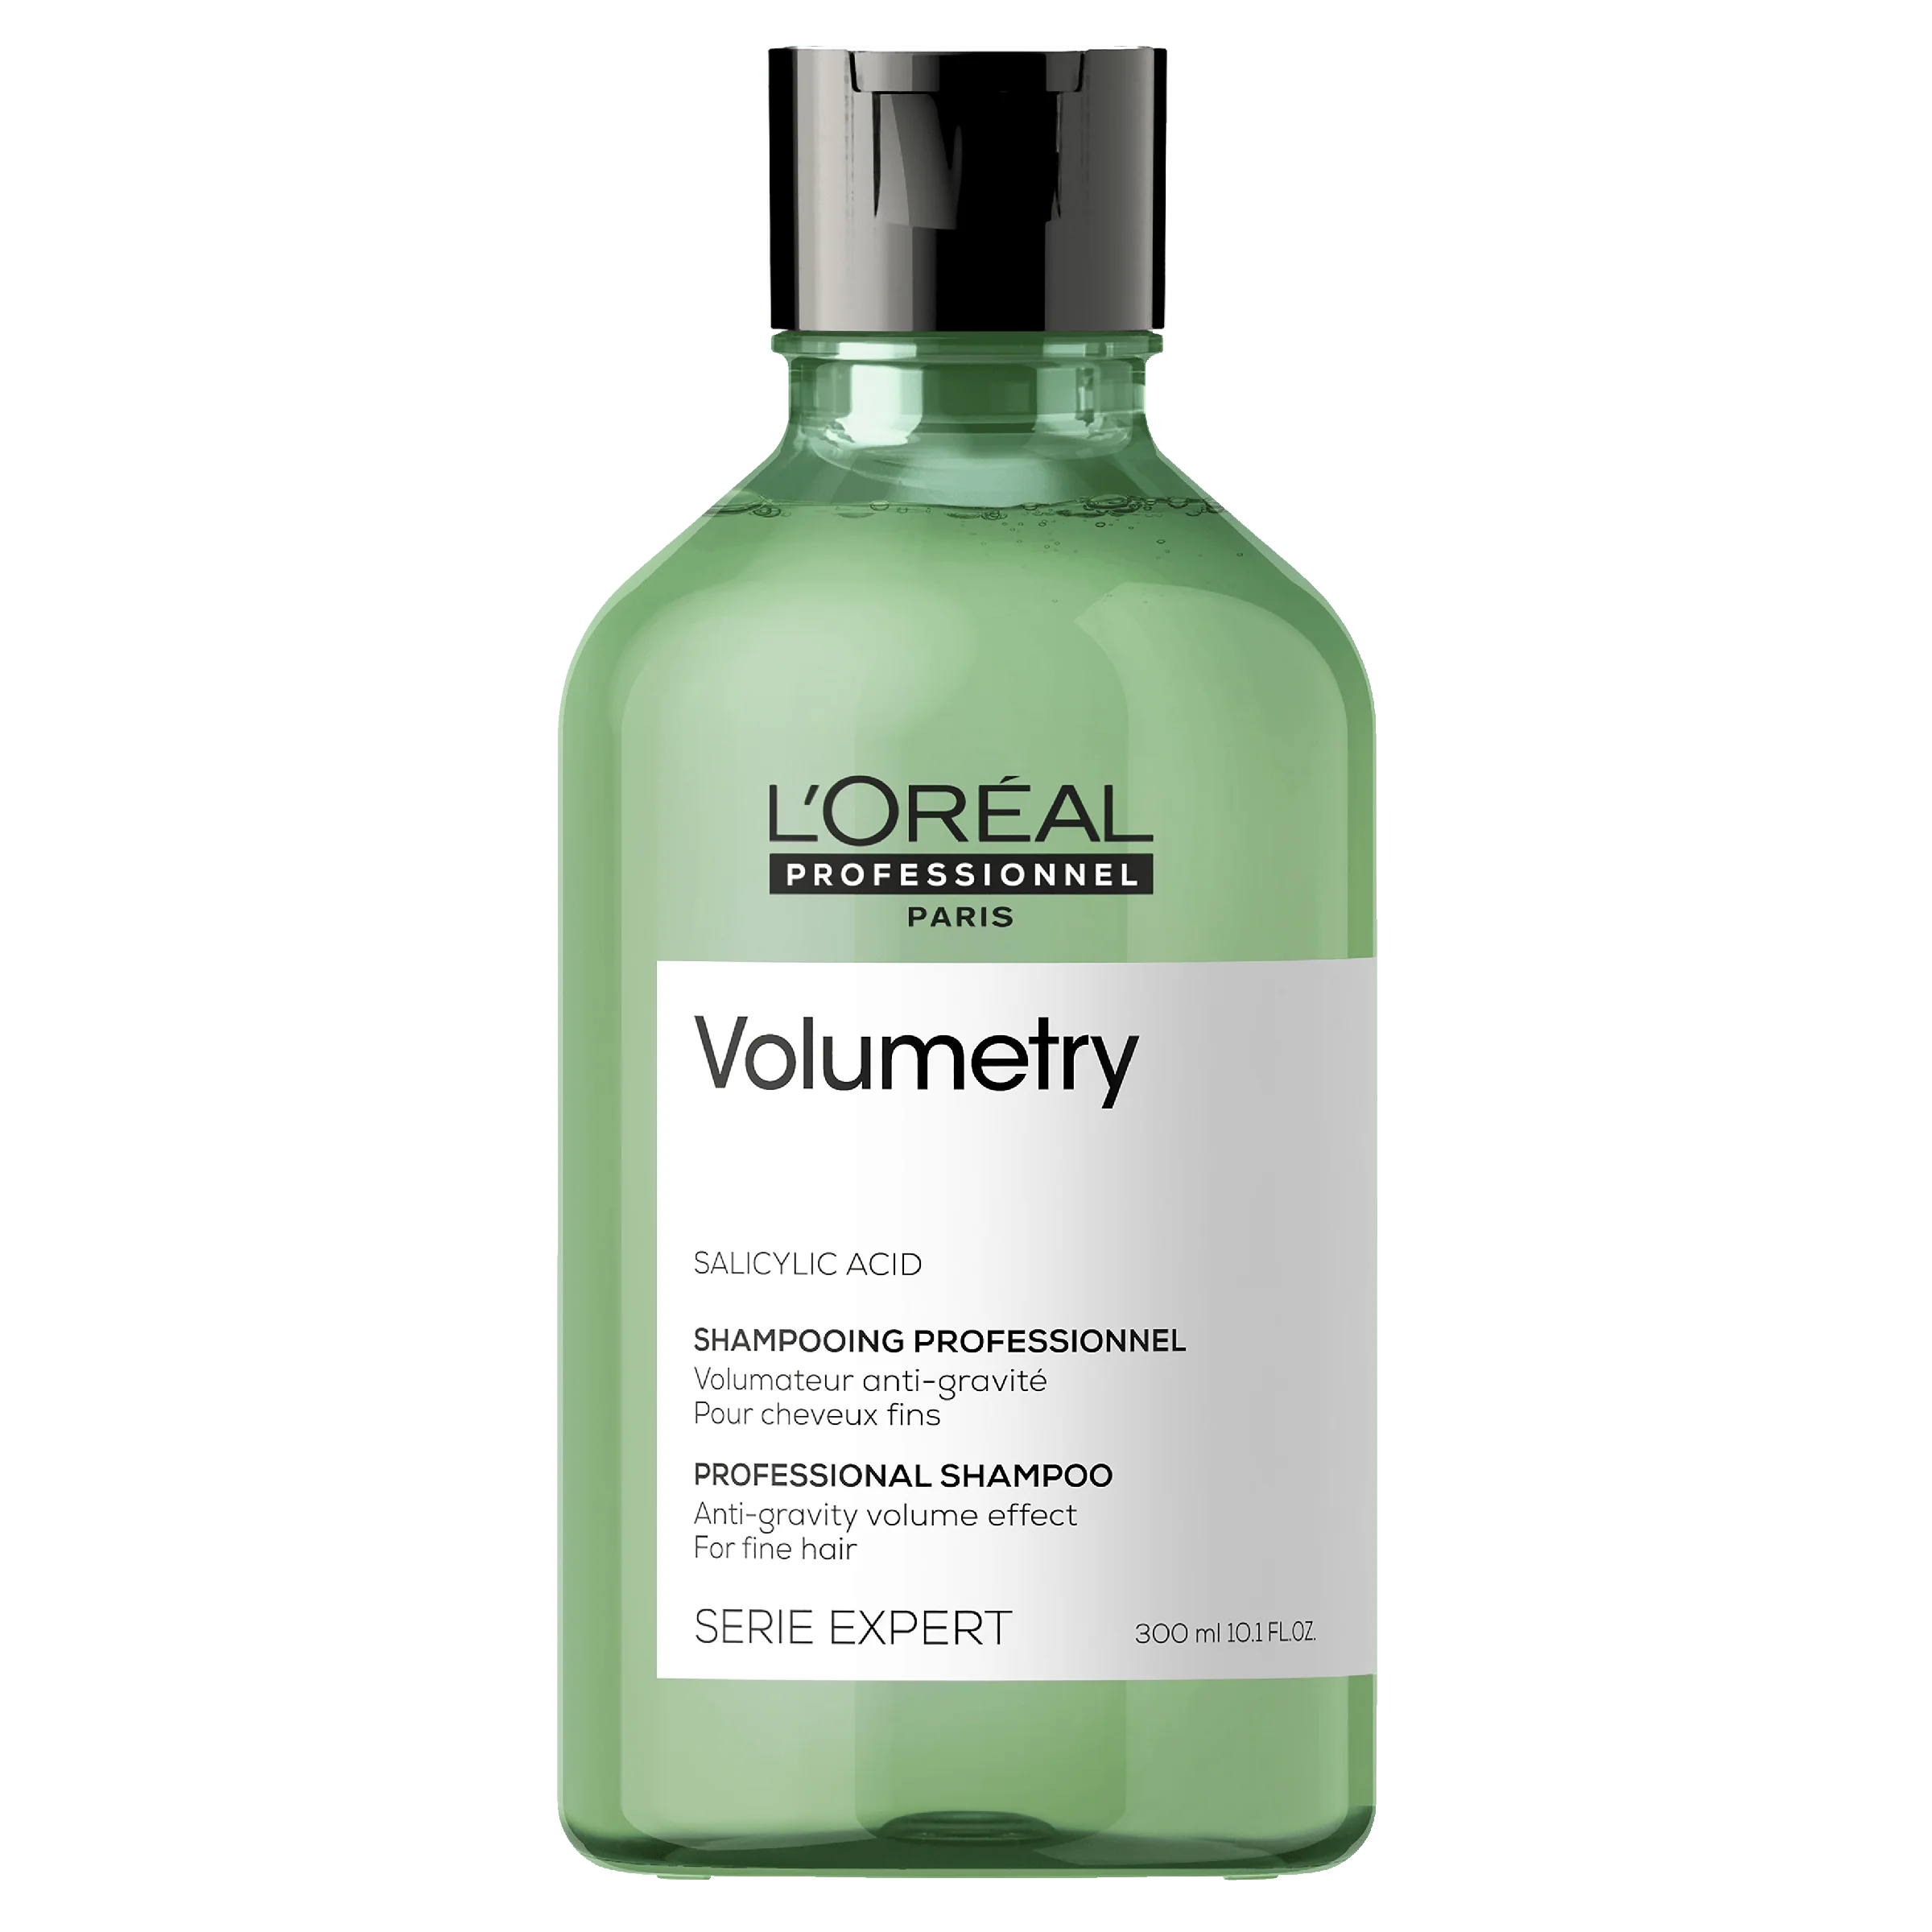 L'ORÉAL
PROFESSIONNEL
PARIS
Volumetry
SALICYLIC ACID
SHAMPOOING PROFESSIONNEL
Volumateur anti-gravité
Pour cheveux fins
PROFESSIONAL SHAMPOO
Anti-gravity volume effect
For fine hair
SERIE EXPERT
300 ml 10.1 FL.OZ.